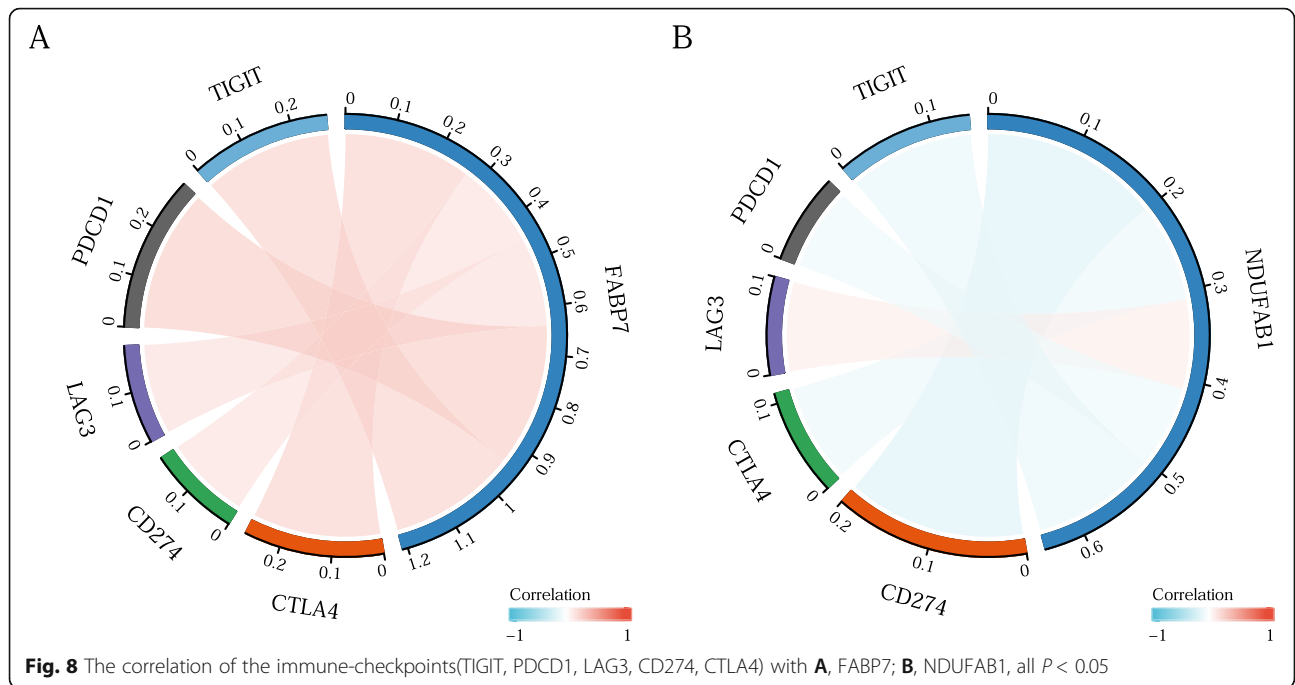 A
TIGIT
0
0.1
0.2
PDCD1
0
0.1
0.2
LAG3
0
0.1
CD274
0
0.1
CTLA4
0
0.1
0.2
FABP7
0
0.1
0.2
0.3
0.4
0.5
0.6
0.7
0.8
0.9
1
1.1
1.2
Correlation
–1 1
B
TIGIT
0
0.1
PDCD1
0
LAG3
0
0.1
CTLA4
0
0.1
CD274
0
0.1
0.2
NDUFAB1
0
0.1
0.2
0.3
0.4
0.5
0.6
Correlation
–1 1
Fig. 8 The correlation of the immune-checkpoints(TIGIT, PDCD1, LAG3, CD274, CTLA4) with A, FABP7; B, NDUFAB1, all P < 0.05